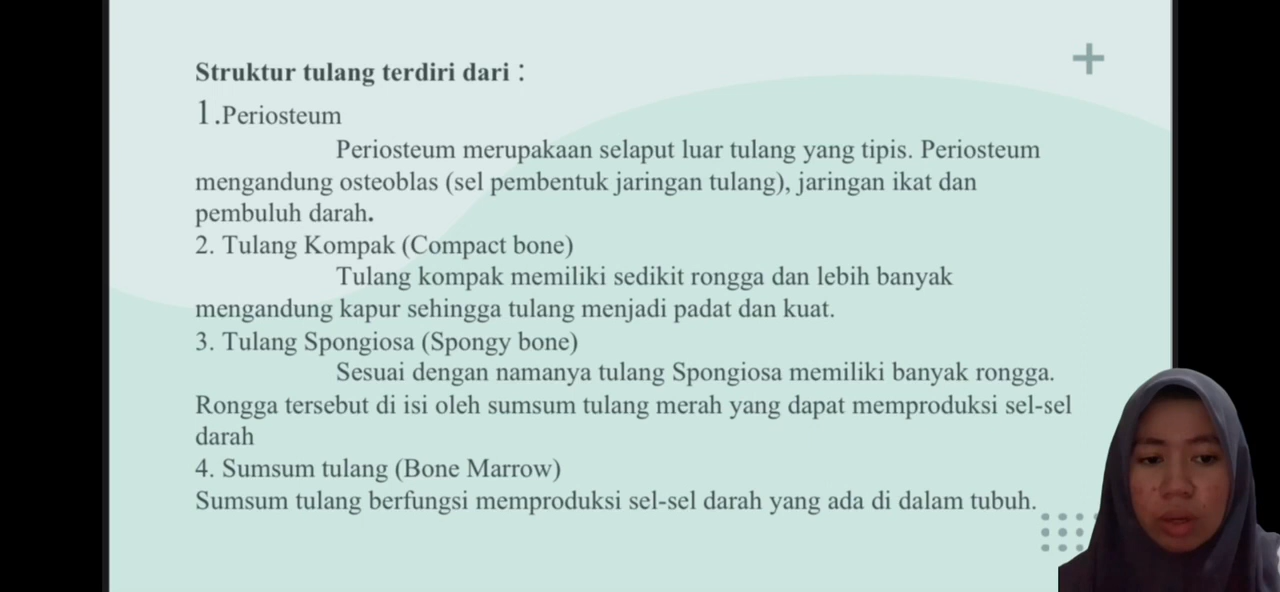 Struktur tulang terdiri dari :
1.Periosteum
Periosteum merupakaan selaput luar tulang yang tipis. Periosteum
mengandung osteoblas (sel pembentuk jaringan tulang), jaringan ikat dan
pembuluh darah.
2. Tulang Kompak (Compact bone)
Tulang kompak memiliki sedikit rongga dan lebih banyak
mengandung kapur sehingga tulang menjadi padat dan kuat.
3. Tulang Spongiosa (Spongy bone)
Sesuai dengan namanya tulang Spongiosa memiliki banyak rongga.
Rongga tersebut di isi oleh sumsum tulang merah yang dapat memproduksi sel-sel
darah
4. Sumsum tulang (Bone Marrow)
Sumsum tulang berfungsi memproduksi sel-sel darah yang ada di dalam tubuh.